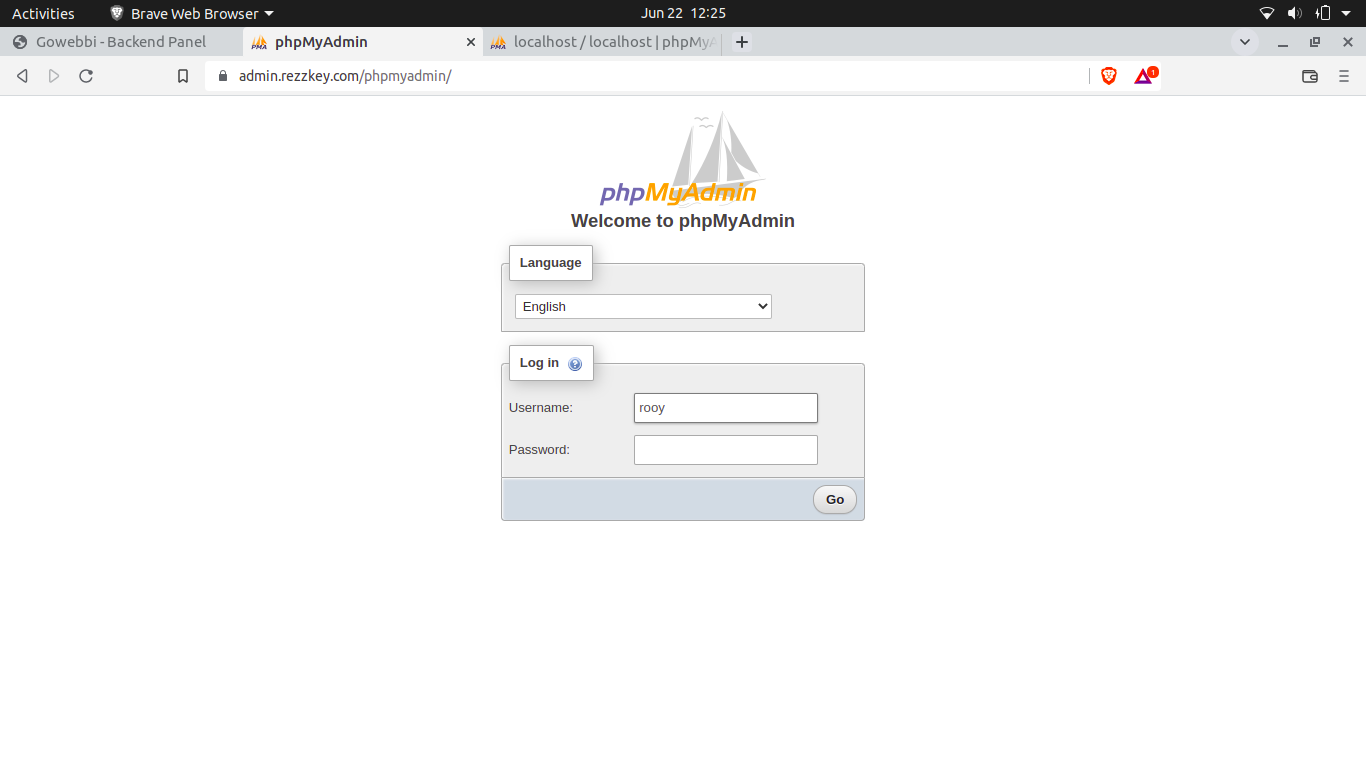 Activities Brave Web Browser Jun 22 12:25
Gowebbi - Backend Panel phpMyAdmin localhost / localhost | phpMyA
admin.rezzkey.com/phpmyadmin/ 1
phpMyAdmin
Welcome to phpMyAdmin
Language
English
Log in
Username: rooy
Password:
Go